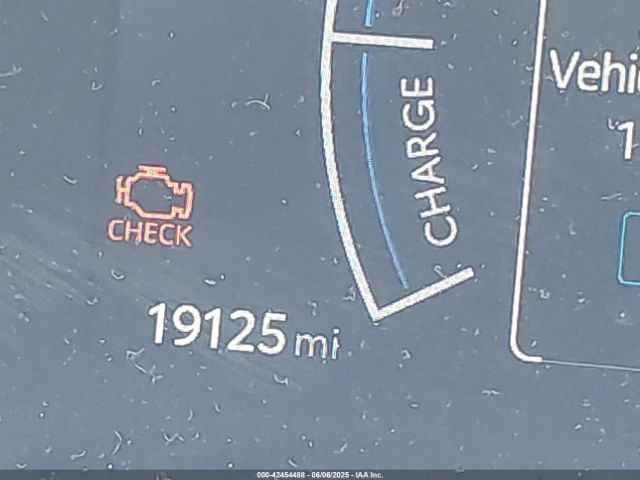 CHARGE
Vehi
1
CHECK
19125 mi
000-42454488 - 06/06/2025 - IAA Inc.